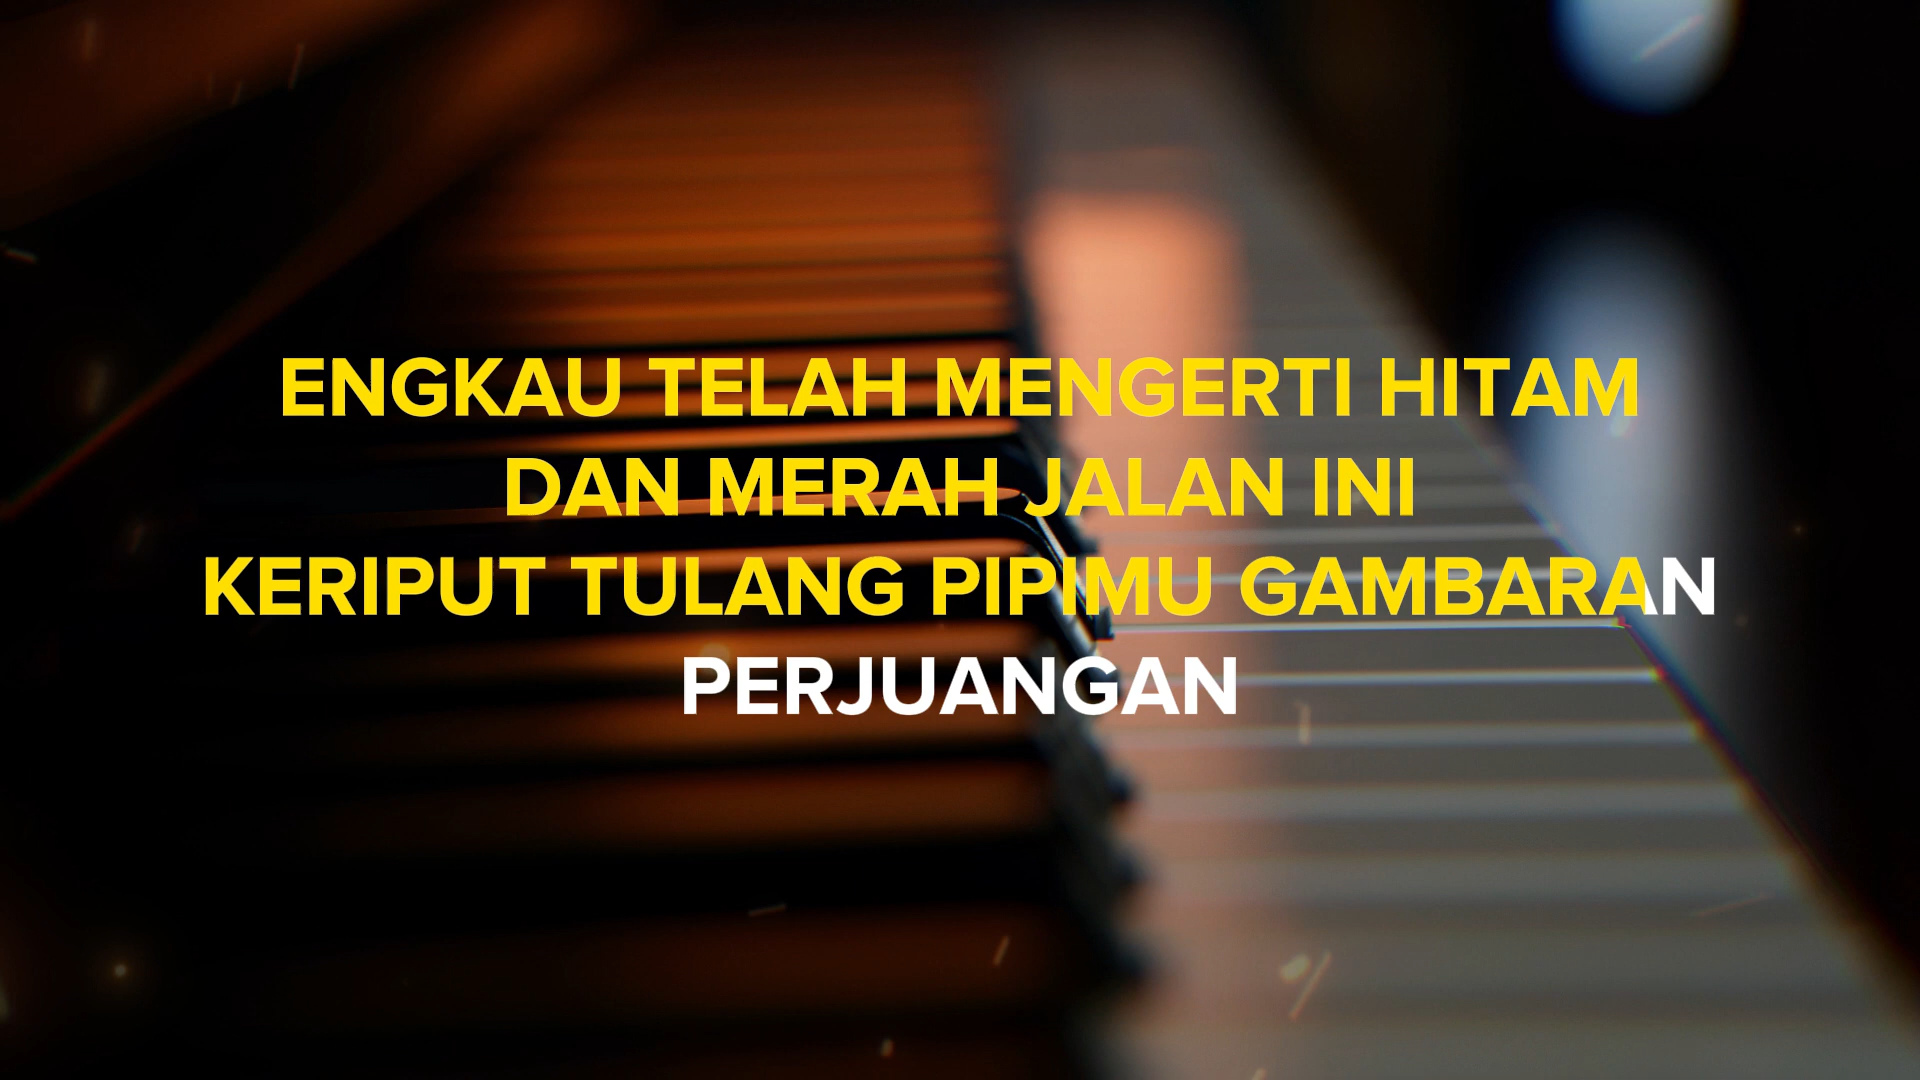 ENGKAU TELAH MENGERTI HITAM
DAN MERAH JALAN INI
KERIPUT TULANG PIPIMU GAMBARAN
PERJUANGAN